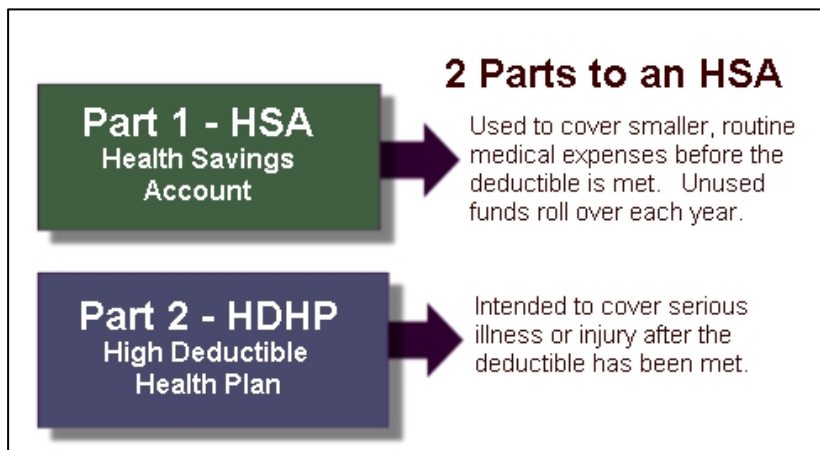 2 Parts to an HSA
Part 1 - HSA
Health Savings
Account
Used to cover smaller, routine
medical expenses before the
deductible is met. Unused
funds roll over each year.
Part 2 - HDHP
High Deductible
Health Plan
Intended to cover serious
illness or injury after the
deductible has been met.